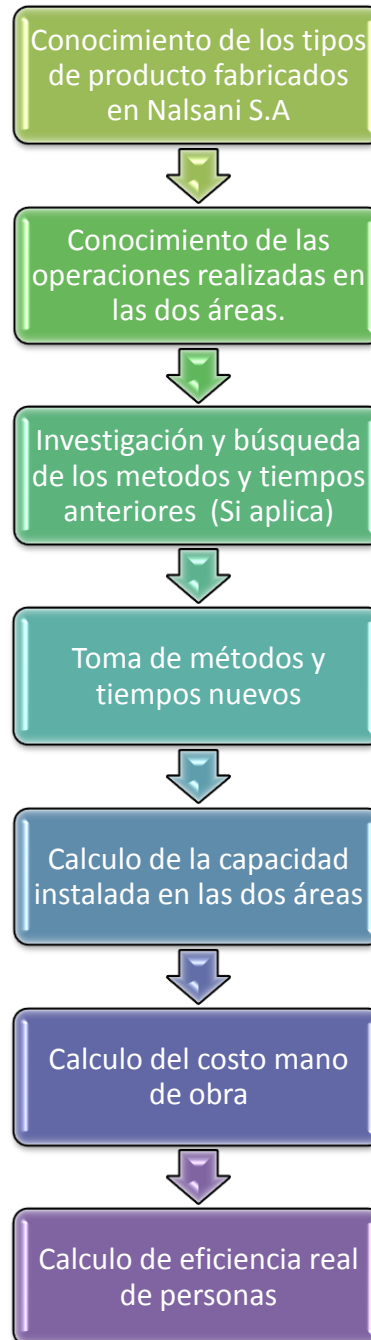 Conocimiento de los tipos
de producto fabricados
en Nalsani S.A
Conocimiento de las
operaciones realizadas en
las dos áreas.
Investigación y búsqueda
de los metodos y tiempos
anteriores (Si aplica)
Toma de métodos y
tiempos nuevos
Calculo de la capacidad
instalada en las dos áreas
Calculo del costo mano
de obra
Calculo de eficiencia real
de personas